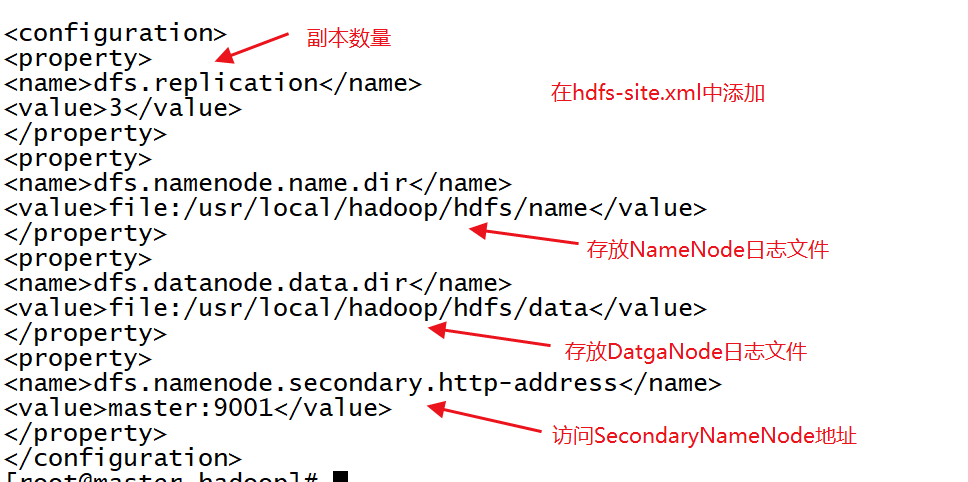 <configuration>
副本数量
<property>
<name>dfs.replication</name>
在hdfs-site.xml中添加
<value>3</value>
</property>
<property>
<name>dfs.namenode.name.dir</name>
<value>file:/usr/local/hadoop/hdfs/name</value>
</property>
存放NameNode日志文件
<property>
<name>dfs.datanode.data.dir</name>
<value>file:/usr/local/hadoop/hdfs/data</value>
</property>
存放DatgaNode日志文件
<property>
<name>dfs.namenode.secondary.http-address</name>
<value>master:9001</value>
</property>
访问SecondaryNameNode地址
</configuration>
[root@master hadoop]#